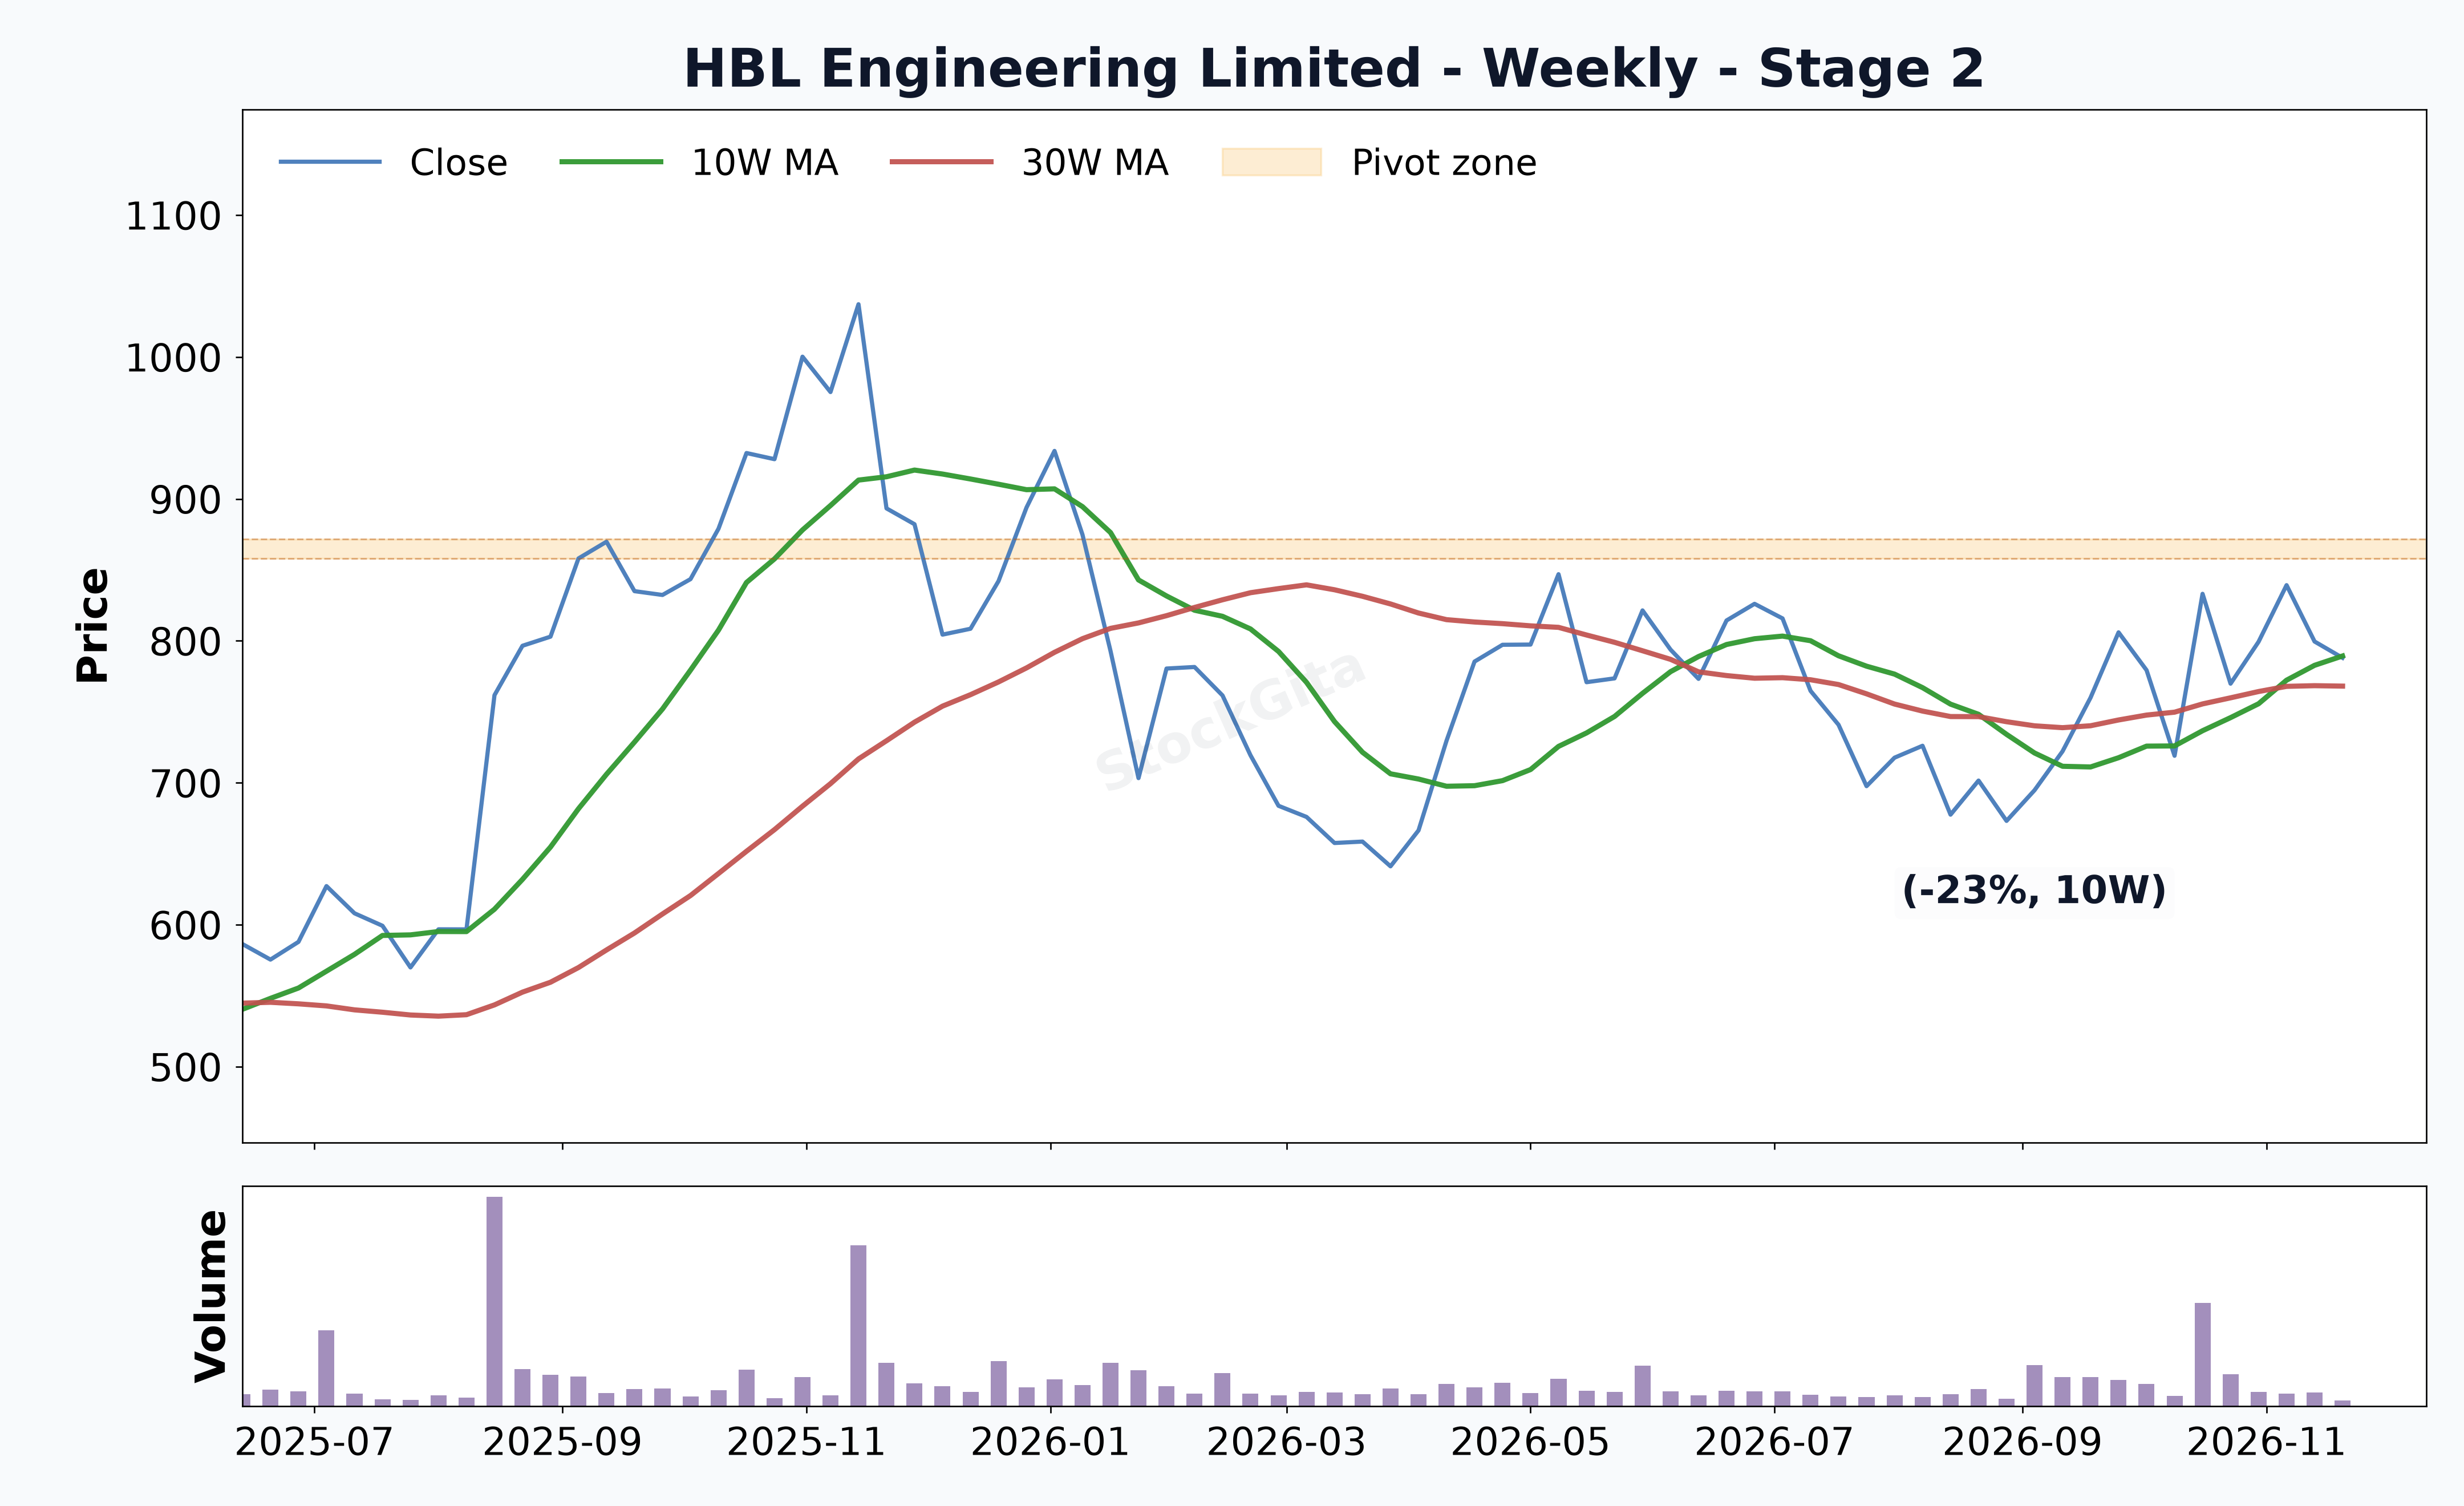 HBL Engineering Limited - Weekly - Stage 2
Close 10W MA 30W MA Pivot zone
1100
1000
900
800
700
600
500
Price
StockGita
(-23%, 10W)
Volume
2025-07 2025-09 2025-11 2026-01 2026-03 2026-05 2026-07 2026-09 2026-11